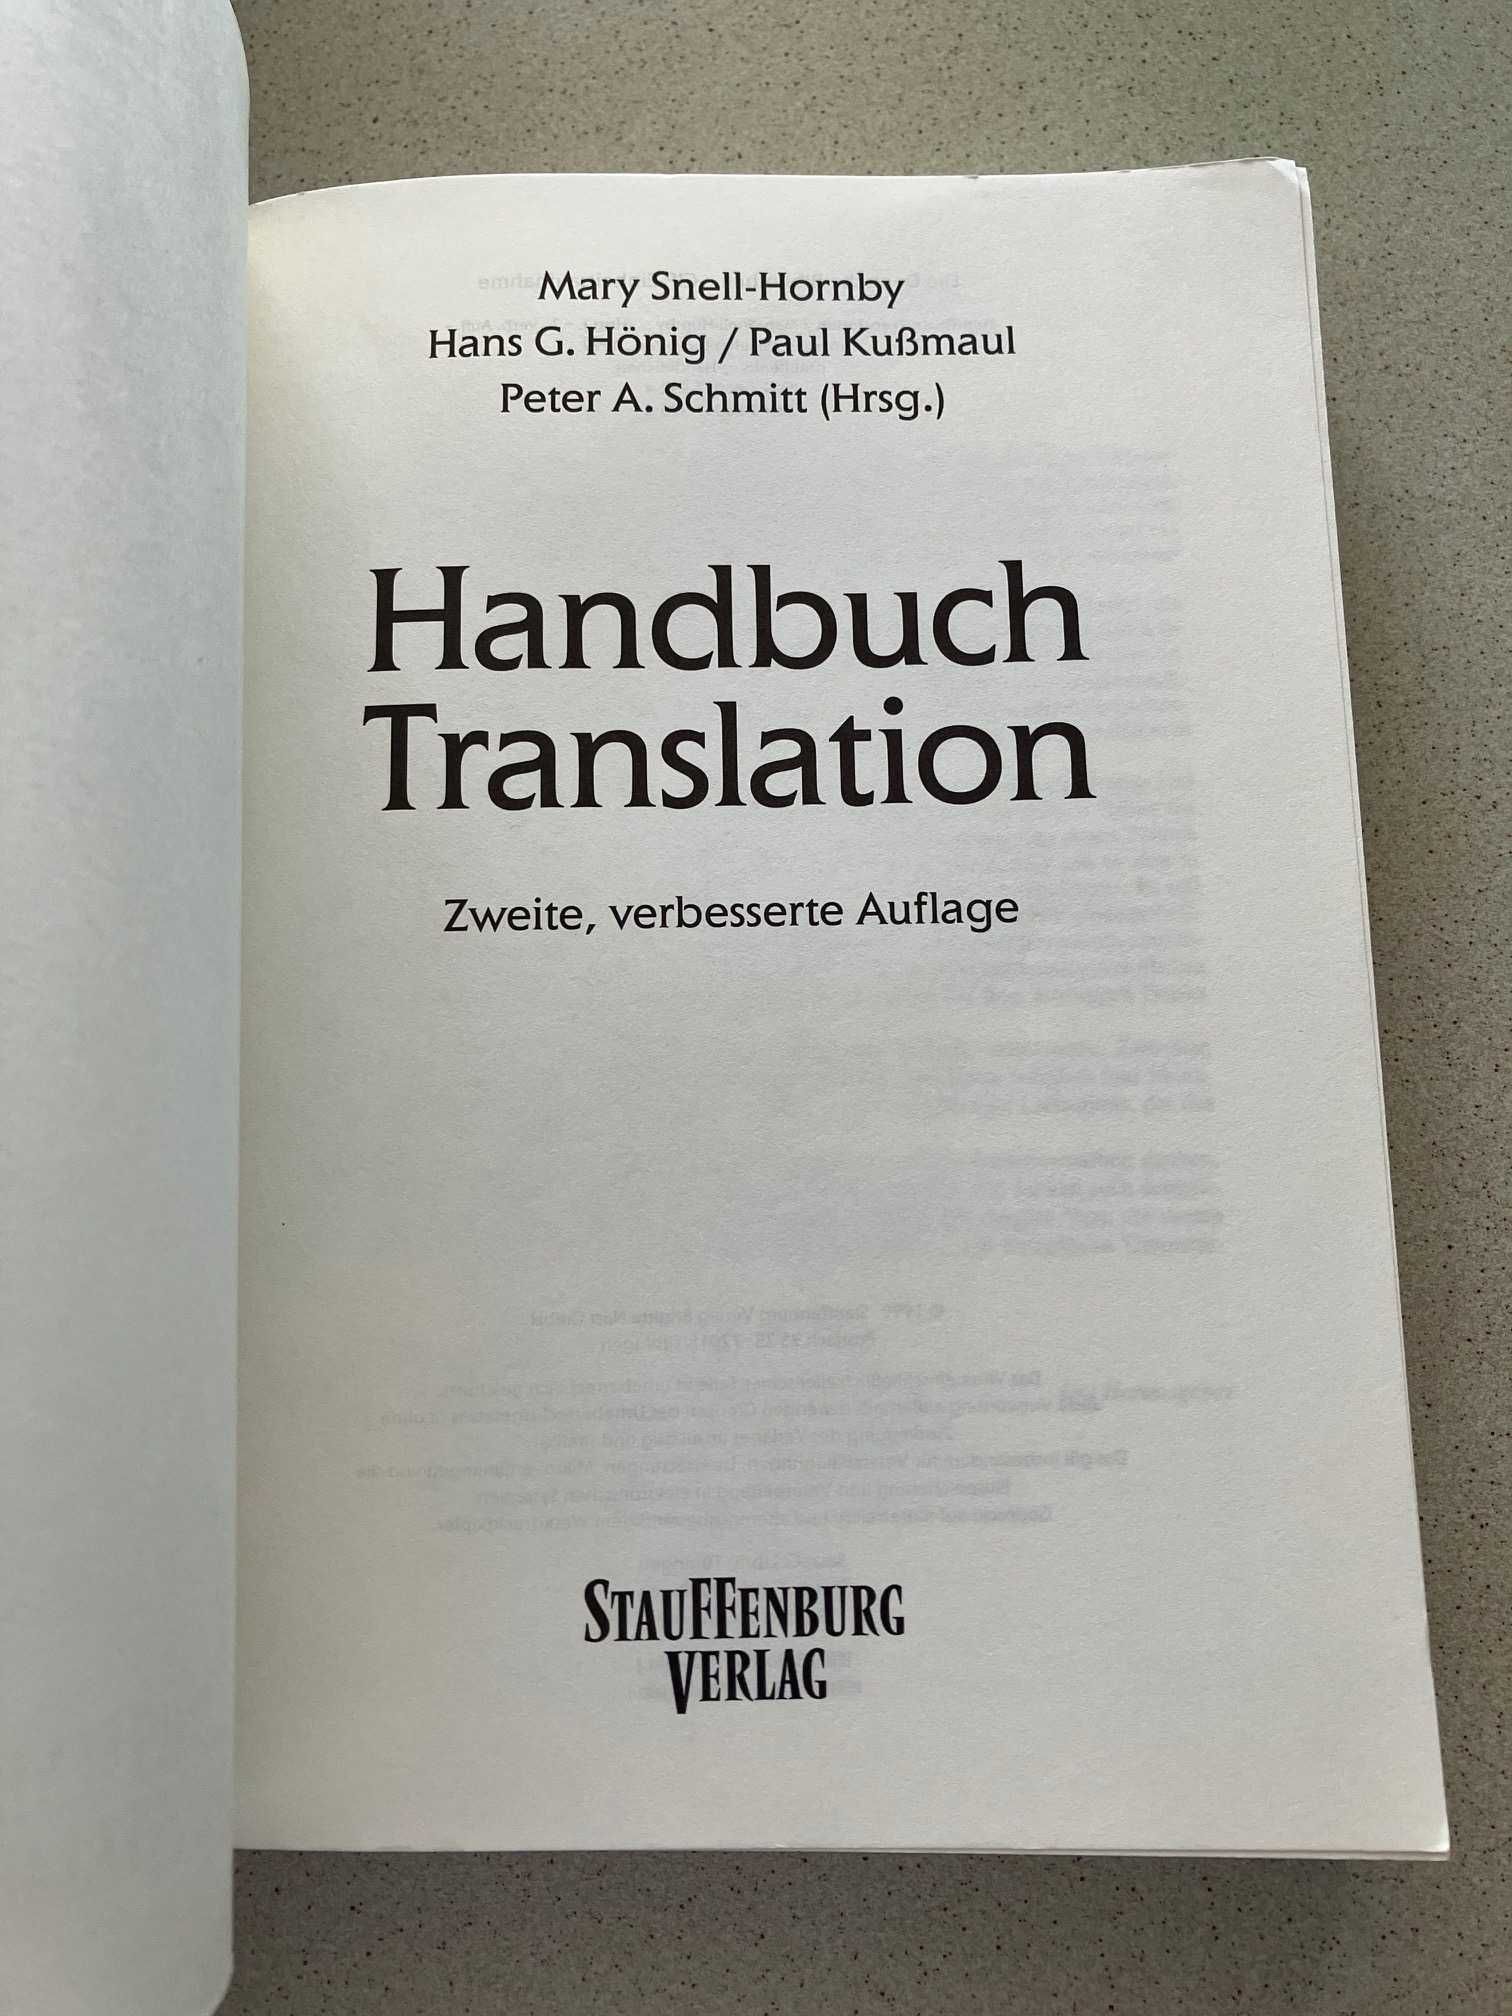 Mary Snell-Hornby
Hans G. Hönig / Paul Kußmaul
Peter A. Schmitt (Hrsg.)
Handbuch
Translation
Zweite, verbesserte Auflage
STAUFFENBURG
VERLAG